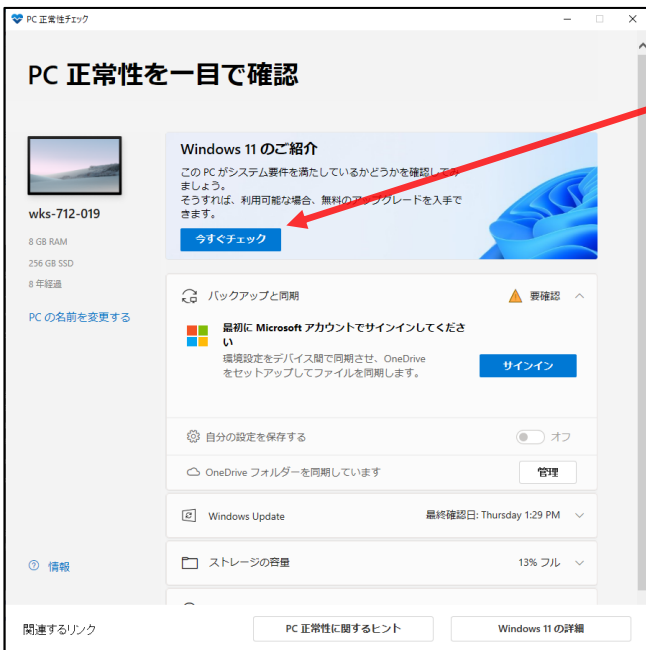 PC 正常性チェック
PC 正常性を一目で確認
wks-712-019
8 GB RAM
256 GB SSD
8 年経過
PC の名前を変更する
Windows 11 のご紹介
この PC がシステム要件を満たしているかどうかを確認してみ
ましょう。
そうすれば、利用可能な場合、無料のアップグレードを入手で
きます。
今すぐチェック
バックアップと同期
要確認
最初に Microsoft アカウントでサインインしてくださ
い
環境設定をデバイス間で同期させ、OneDrive
をセットアップしてファイルを同期します。
サインイン
自分の設定を保存する
オフ
OneDrive フォルダーを同期しています
管理
Windows Update
最終確認日: Thursday 1:29 PM
ストレージの容量
13% フル
情報
関連するリンク
PC 正常性に関するヒント
Windows 11 の詳細